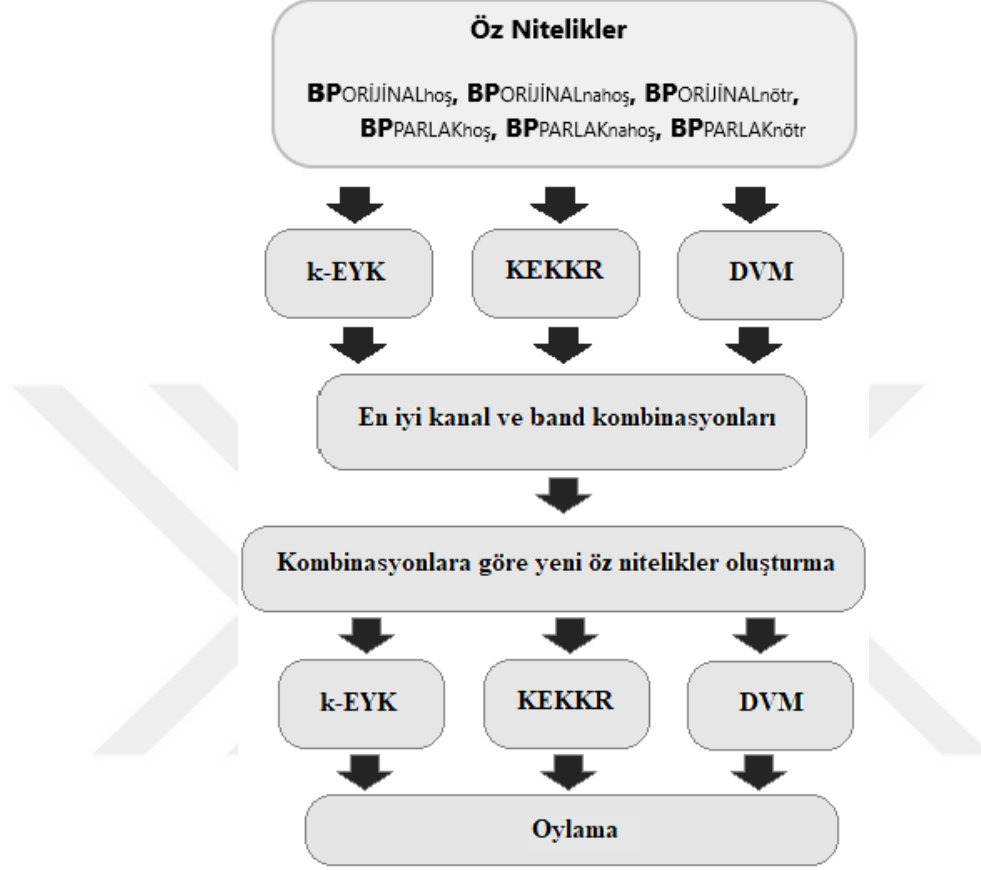 Öz Nitelikler
BPORİJİNALhoş, BPORİJİNALnahoş, BPORİJİNALnötr,
BPPARLAKhoş, BPPARLAKnahoş, BPPARLAKnötr
k-EYK KEKKR DVM
En iyi kanal ve band kombinasyonları
Kombinasyonlara göre yeni öz nitelikler oluşturma
k-EYK KEKKR DVM
Oylama